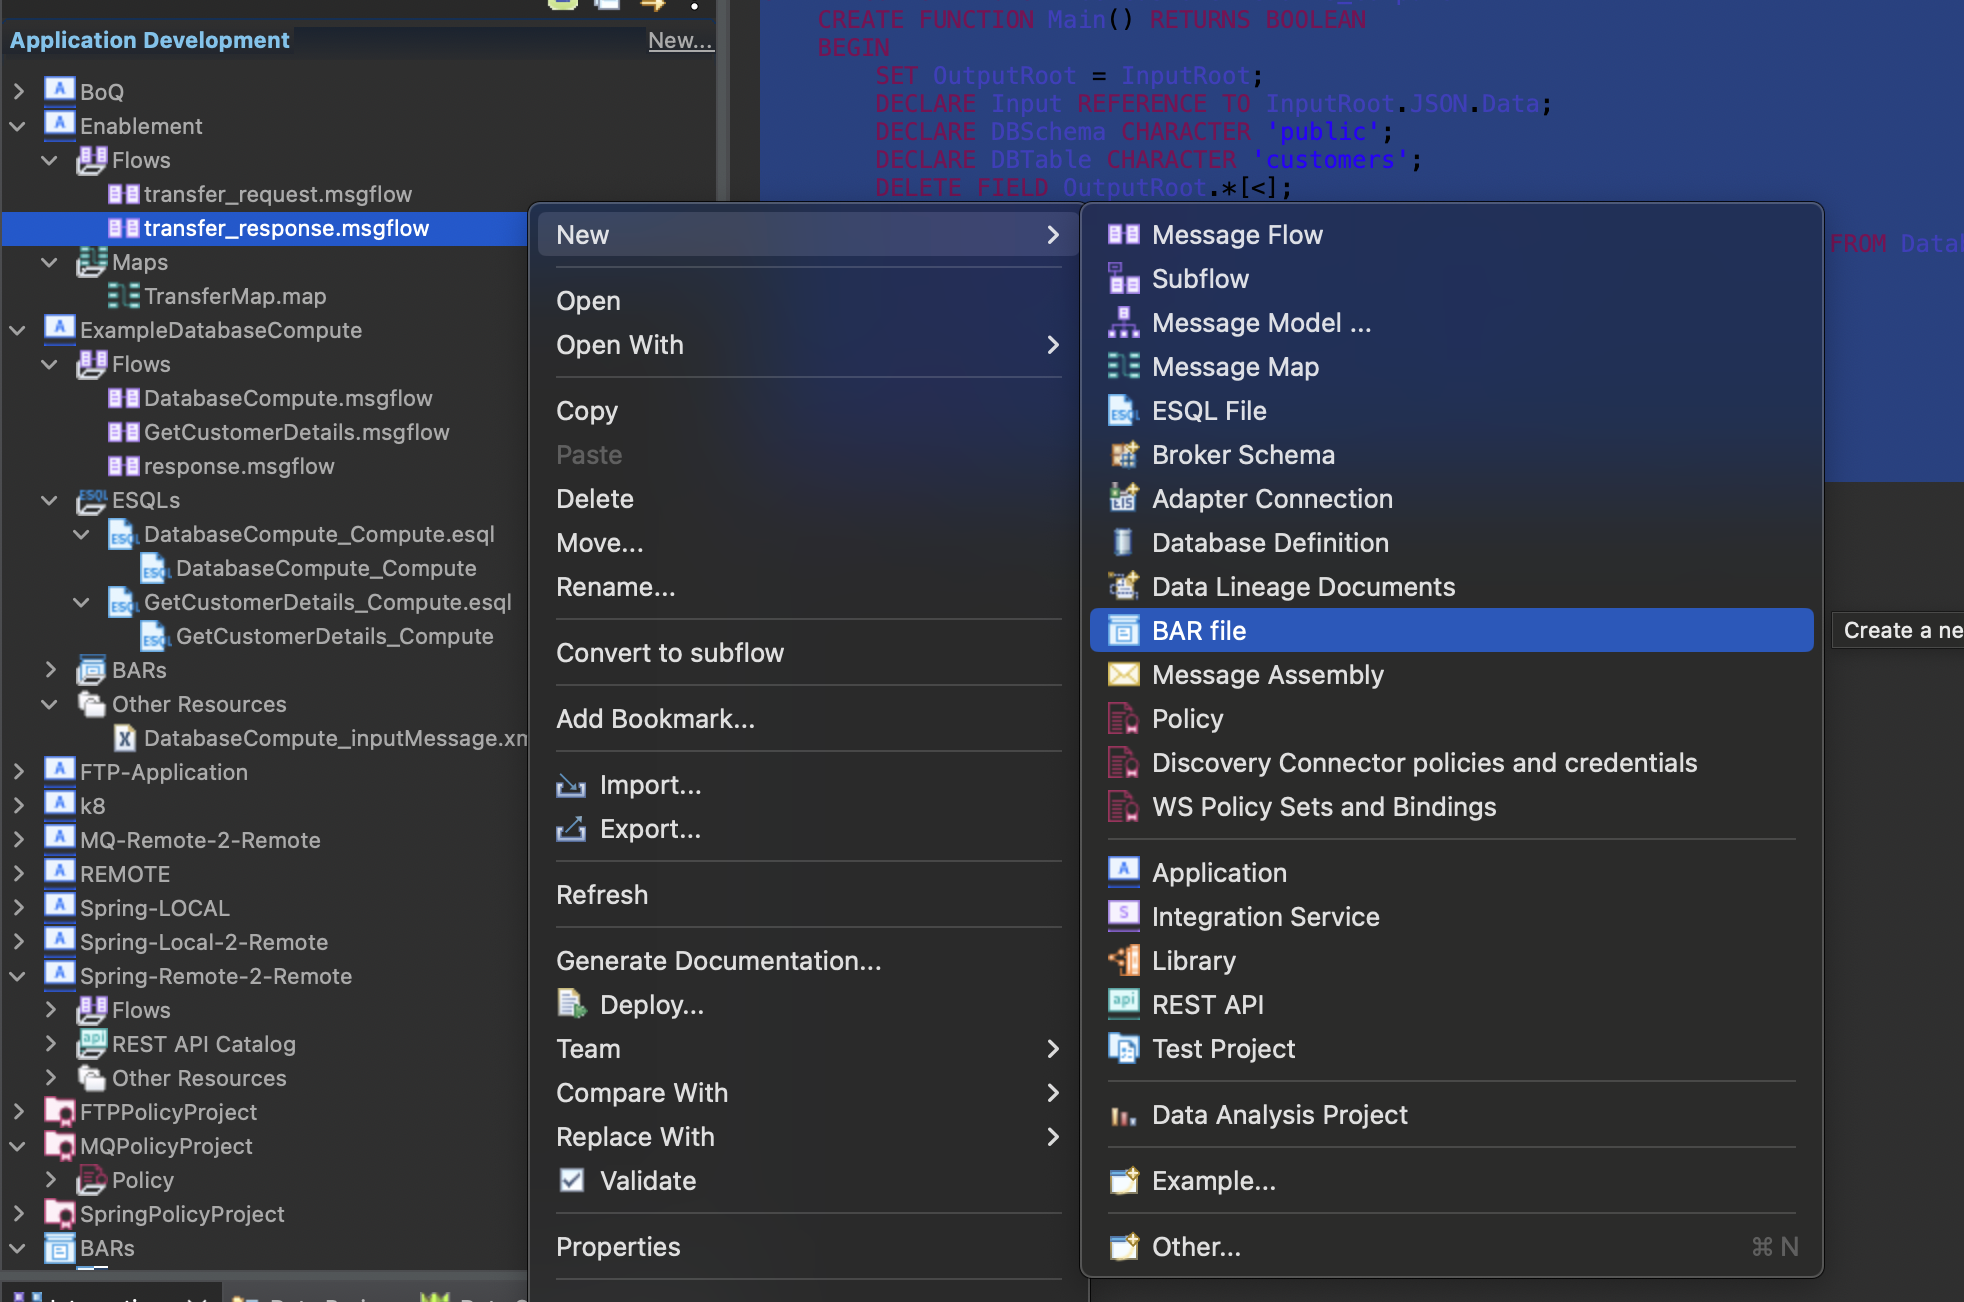 Application Development
New...
BoQ
Enablement
Flows
transfer_request.msgflow
transfer_response.msgflow
Maps
TransferMap.map
ExampleDatabaseCompute
Flows
DatabaseCompute.msgflow
GetCustomerDetails.msgflow
response.msgflow
ESQLs
DatabaseCompute_Compute.esql
DatabaseCompute_Compute
GetCustomerDetails_Compute.esql
GetCustomerDetails_Compute
BARs
Other Resources
DatabaseCompute_inputMessage.xm
FTP-Application
k8
MQ-Remote-2-Remote
REMOTE
Spring-LOCAL
Spring-Local-2-Remote
Spring-Remote-2-Remote
Flows
REST API Catalog
Other Resources
FTPPolicyProject
MQPolicyProject
Policy
SpringPolicyProject
BARs
CREATE FUNCTION Main() RETURNS BOOLEAN
BEGIN
SET OutputRoot = InputRoot;
DECLARE Input REFERENCE TO InputRoot.JSON.Data;
DECLARE DBSchema CHARACTER 'public';
DECLARE DBTable CHARACTER 'customers';
DELETE FIELD OutputRoot.*[<];
FROM Datab
New
Open
Open With
Copy
Paste
Delete
Move...
Rename...
Convert to subflow
Add Bookmark...
Import...
Export...
Refresh
Generate Documentation...
Deploy...
Team
Compare With
Replace With
Validate
Properties
Message Flow
Subflow
Message Model ...
Message Map
ESQL File
Broker Schema
Adapter Connection
Database Definition
Data Lineage Documents
BAR file
Create a ne
Message Assembly
Policy
Discovery Connector policies and credentials
WS Policy Sets and Bindings
Application
Integration Service
Library
REST API
Test Project
Data Analysis Project
Example...
Other... ⌘ N